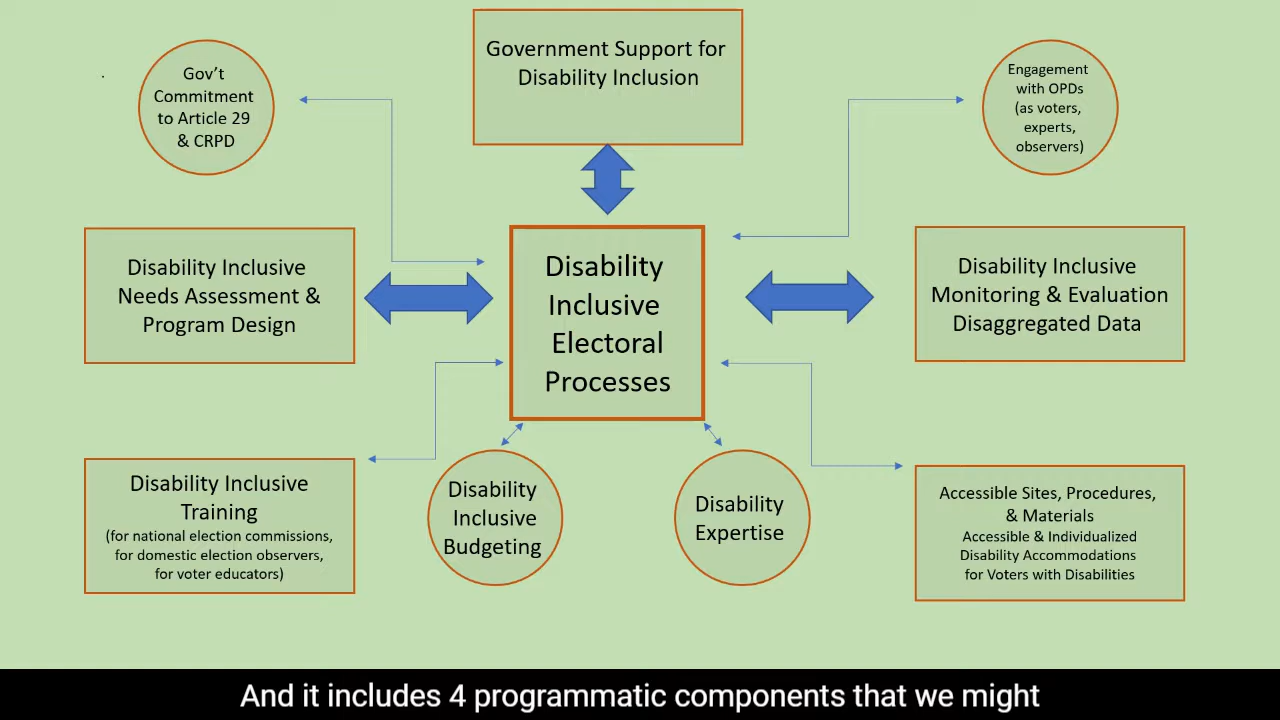 Government Support for
Disability Inclusion
Gov’t
Commitment
to Article 29
& CRPD
Engagement
with OPDs
(as voters,
experts,
observers)
Disability Inclusive
Needs Assessment &
Program Design
Disability
Inclusive
Electoral
Processes
Disability Inclusive
Monitoring & Evaluation
Disaggregated Data
Disability Inclusive
Training
(for national election commissions,
for domestic election observers,
for voter educators)
Disability
Inclusive
Budgeting
Disability
Expertise
Accessible Sites, Procedures,
& Materials
Accessible & Individualized
Disability Accommodations
for Voters with Disabilities
And it includes 4 programmatic components that we might